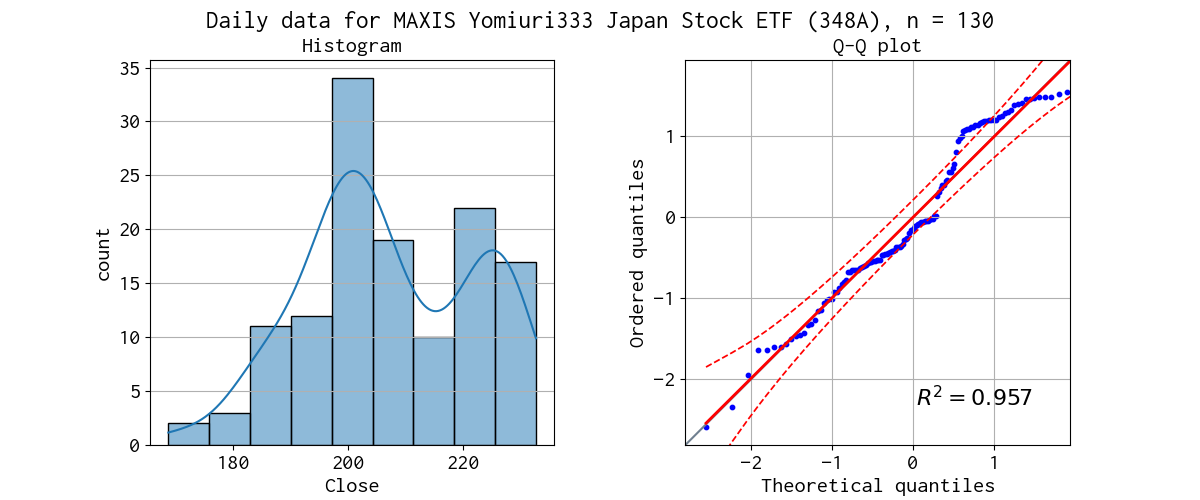 Daily data for MAXIS Yomiuri333 Japan Stock ETF (348A), n = 130
Histogram
35
30
25
20
15
10
5
0
count
180 200 220
Close
Q-Q plot
1
0
−1
−2
Ordered quantiles
R² = 0.957
−2 −1 0 1
Theoretical quantiles